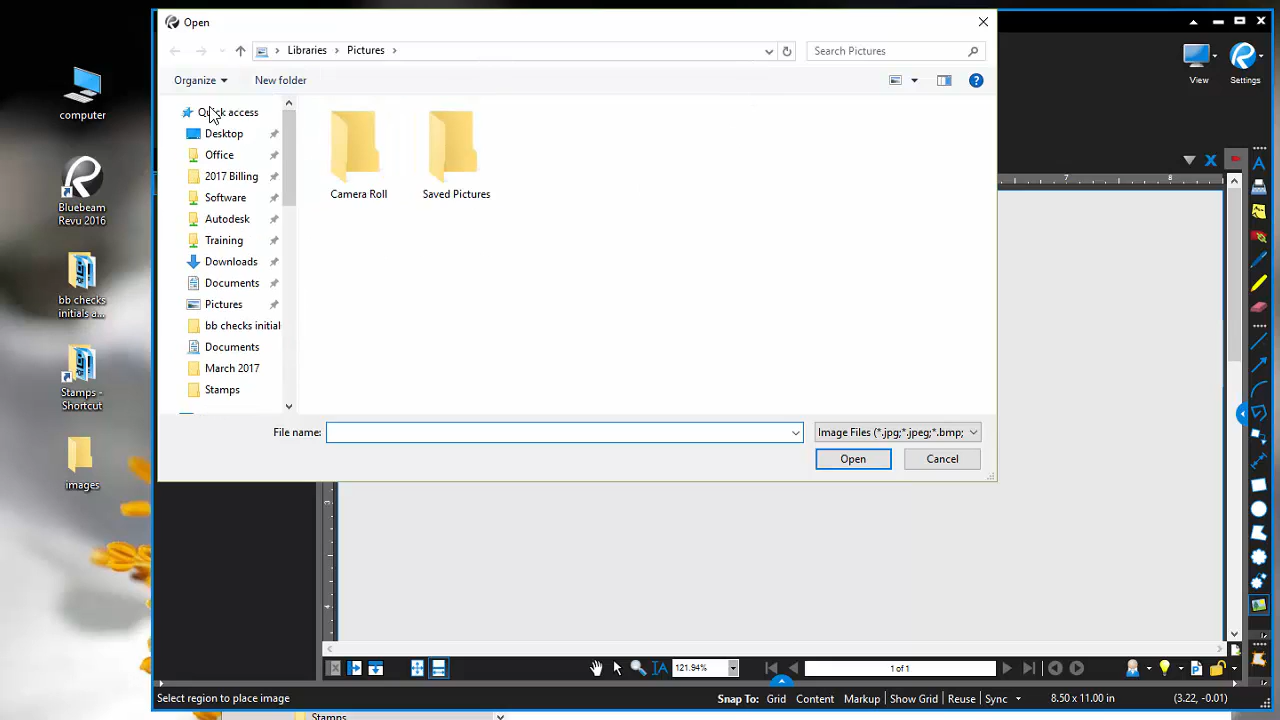 Open
Libraries
Pictures
Search Pictures
Organize
New folder
View
Settings
computer
Bluebeam
Revu 2016
bb checks
initials a...
Stamps -
Shortcut
images
Quick access
Desktop
Office
2017 Billing
Software
Autodesk
Training
Downloads
Documents
Pictures
bb checks initial
Documents
March 2017
Stamps
Camera Roll
Saved Pictures
File name:
Image Files (*.jpg;*.jpeg;*.bmp;
Open
Cancel
7
8
3
4
121.94%
1 of 1
Select region to place image
Snap To:
Grid
Content
Markup
Show Grid
Reuse
Sync
8.50 x 11.00 in
(3.22, -0.01)
Stamps